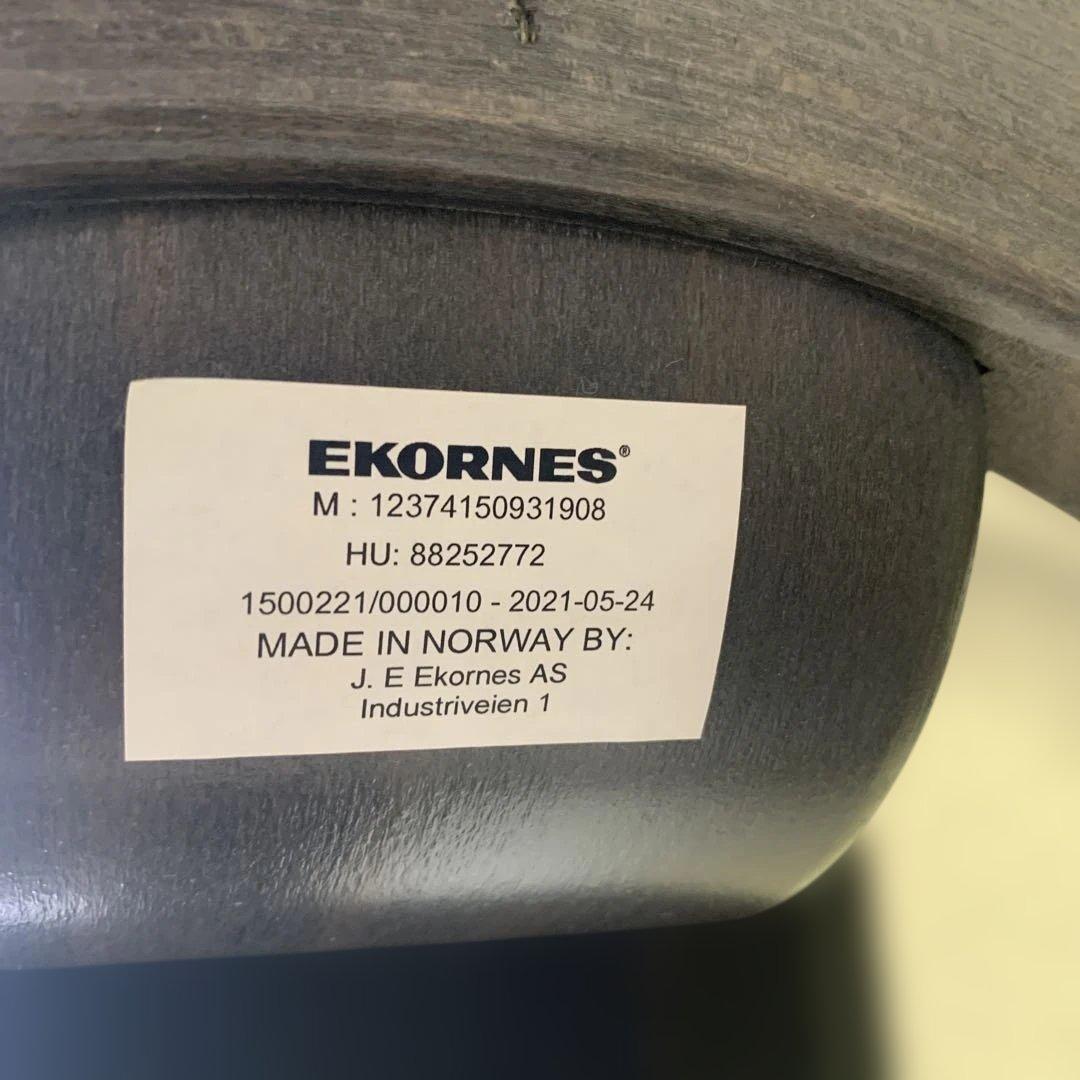 EKORNES®
M : 12374150931908
HU: 88252772
1500221/000010 - 2021-05-24
MADE IN NORWAY BY:
J. E Ekornes AS
Industriveien 1